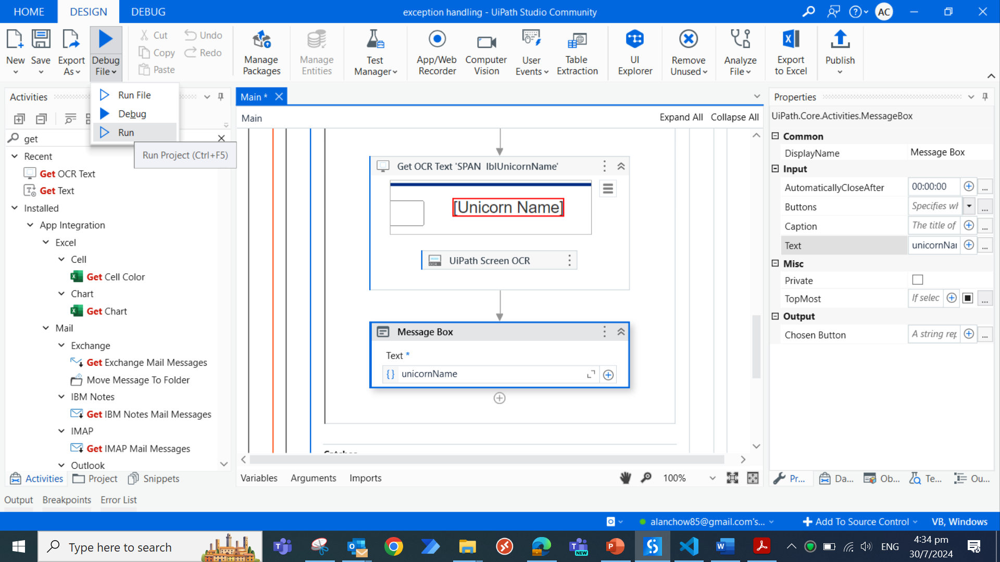 HOME DESIGN DEBUG exception handling - UiPath Studio Community AC
New Save Export As Debug File Cut Copy Paste Undo Redo Manage Packages Manage Entities Test Manager App/Web Recorder Computer Vision User Events Table Extraction UI Explorer Remove Unused Analyze File Export to Excel Publish
Run File
Debug
Run
Run Project (Ctrl+F5)
Activities
get
Recent
Get OCR Text
Get Text
Installed
App Integration
Excel
Cell
Get Cell Color
Chart
Get Chart
Mail
Exchange
Get Exchange Mail Messages
Move Message To Folder
IBM Notes
Get IBM Notes Mail Messages
IMAP
Get IMAP Mail Messages
Outlook
Activities Project Snippets
Main *
Main Expand All Collapse All
Get OCR Text 'SPAN lblUnicornName'
[Unicorn Name]
OCR UiPath Screen OCR
Message Box
Text *
{} unicornName
Variables Arguments Imports 100%
Properties
UiPath.Core.Activities.MessageBox
Common
DisplayName Message Box
Input
AutomaticallyCloseAfter 00:00:00 ...
Buttons Specifies wh ...
Caption The title of ...
Text unicornNar ...
Misc
Private
TopMost If selec ...
Output
Chosen Button A string rep ...
Pr... Da... Ob... Te... Ou...
Output Breakpoints Error List
alanchow85@gmail.com's... Add To Source Control VB, Windows
Type here to search NEW ENG 4:34 pm
30/7/2024